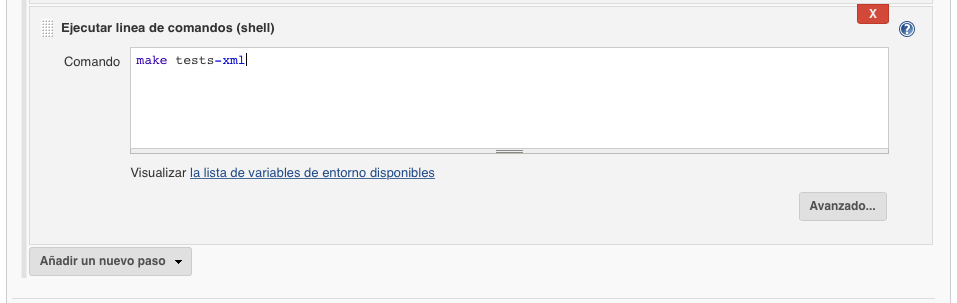 X
Ejecutar linea de comandos (shell)
?
Comando
make tests-xml
Visualizar la lista de variables de entorno disponibles
Avanzado...
Añadir un nuevo paso